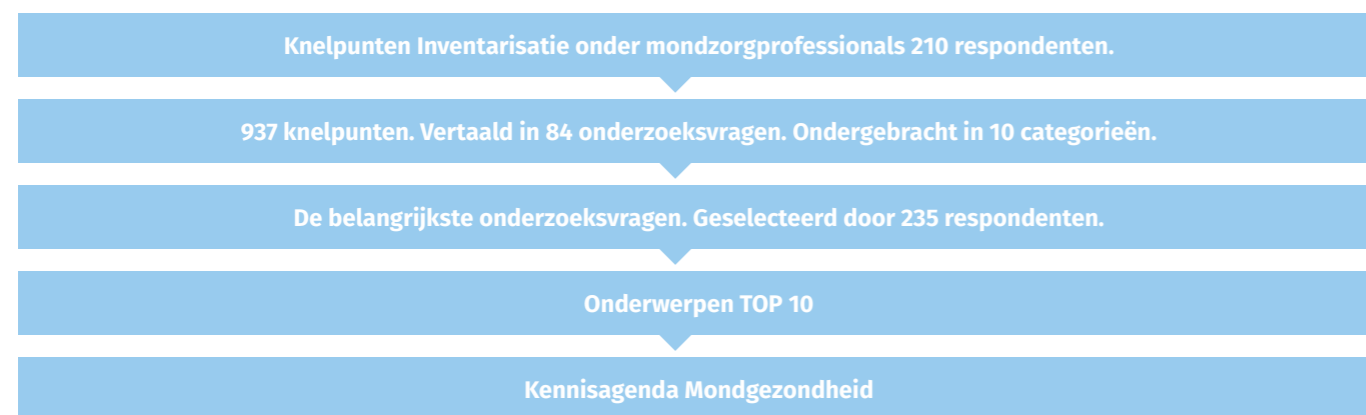 Knelpunten Inventarisatie onder mondzorgprofessionals 210 respondenten.
937 knelpunten. Vertaald in 84 onderzoeksvragen. Ondergebracht in 10 categorieën.
De belangrijkste onderzoeksvragen. Geselecteerd door 235 respondenten.
Onderwerpen TOP 10
Kennisagenda Mondgezondheid